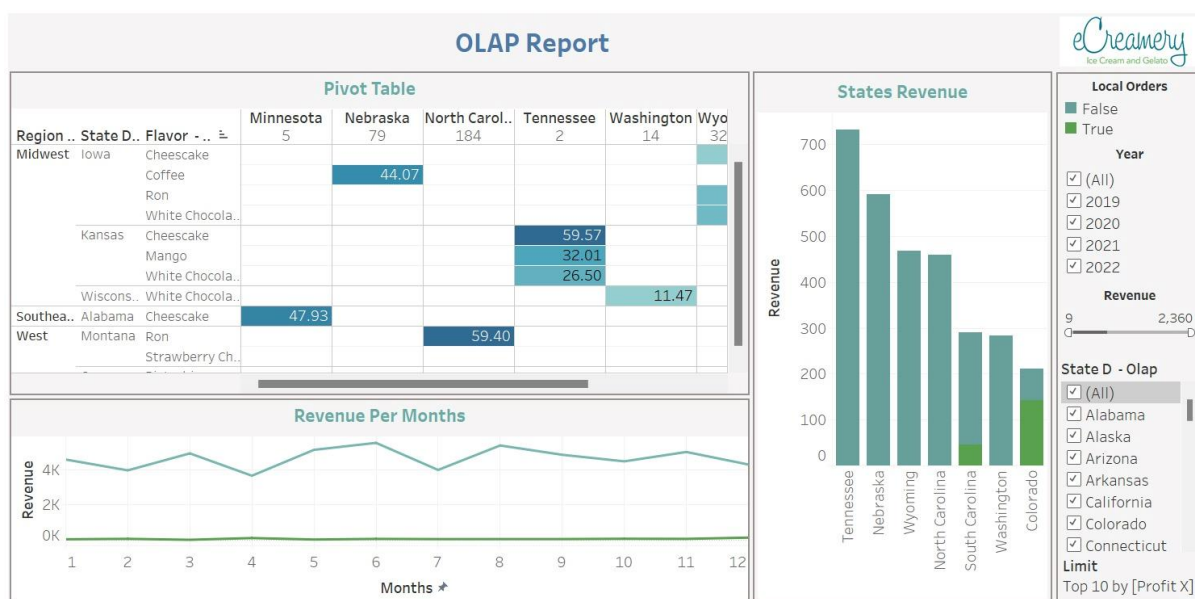 OLAP Report
eCreamery
Ice Cream and Gelato
Pivot Table
Minnesota Nebraska North Carol.. Tennessee Washington Wyo
Region .. State D.. Flavor - .. 5 79 184 2 14 32
Midwest Iowa Cheescake
Coffee 44.07
Ron
White Chocola..
Kansas Cheescake 59.57
Mango 32.01
White Chocola.. 26.50
Wiscons.. White Chocola.. 11.47
Southea.. Alabama Cheescake 47.93
West Montana Ron 59.40
Strawberry Ch..
Revenue Per Months
Revenue
4K
2K
0K
1 2 3 4 5 6 7 8 9 10 11 12
Months
States Revenue
Revenue
700
600
500
400
300
200
100
0
Tennessee
Nebraska
Wyoming
North Carolina
South Carolina
Washington
Colorado
Local Orders
False
True
Year
(All)
2019
2020
2021
2022
Revenue
9 2,360
State D - Olap
(All)
Alabama
Alaska
Arizona
Arkansas
California
Colorado
Connecticut
Limit
Top 10 by [Profit X]